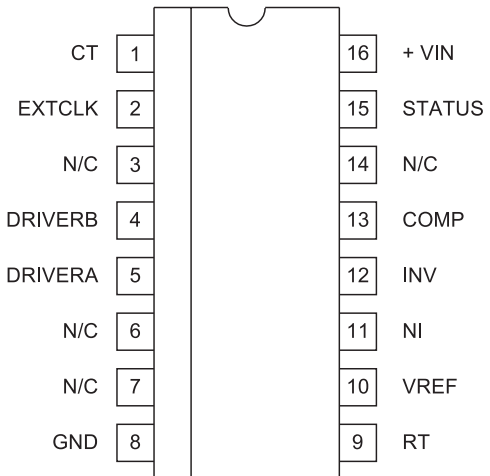 CT 1 16 + VIN
EXTCLK 2 15 STATUS
N/C 3 14 N/C
DRIVERB 4 13 COMP
DRIVERA 5 12 INV
N/C 6 11 NI
N/C 7 10 VREF
GND 8 9 RT